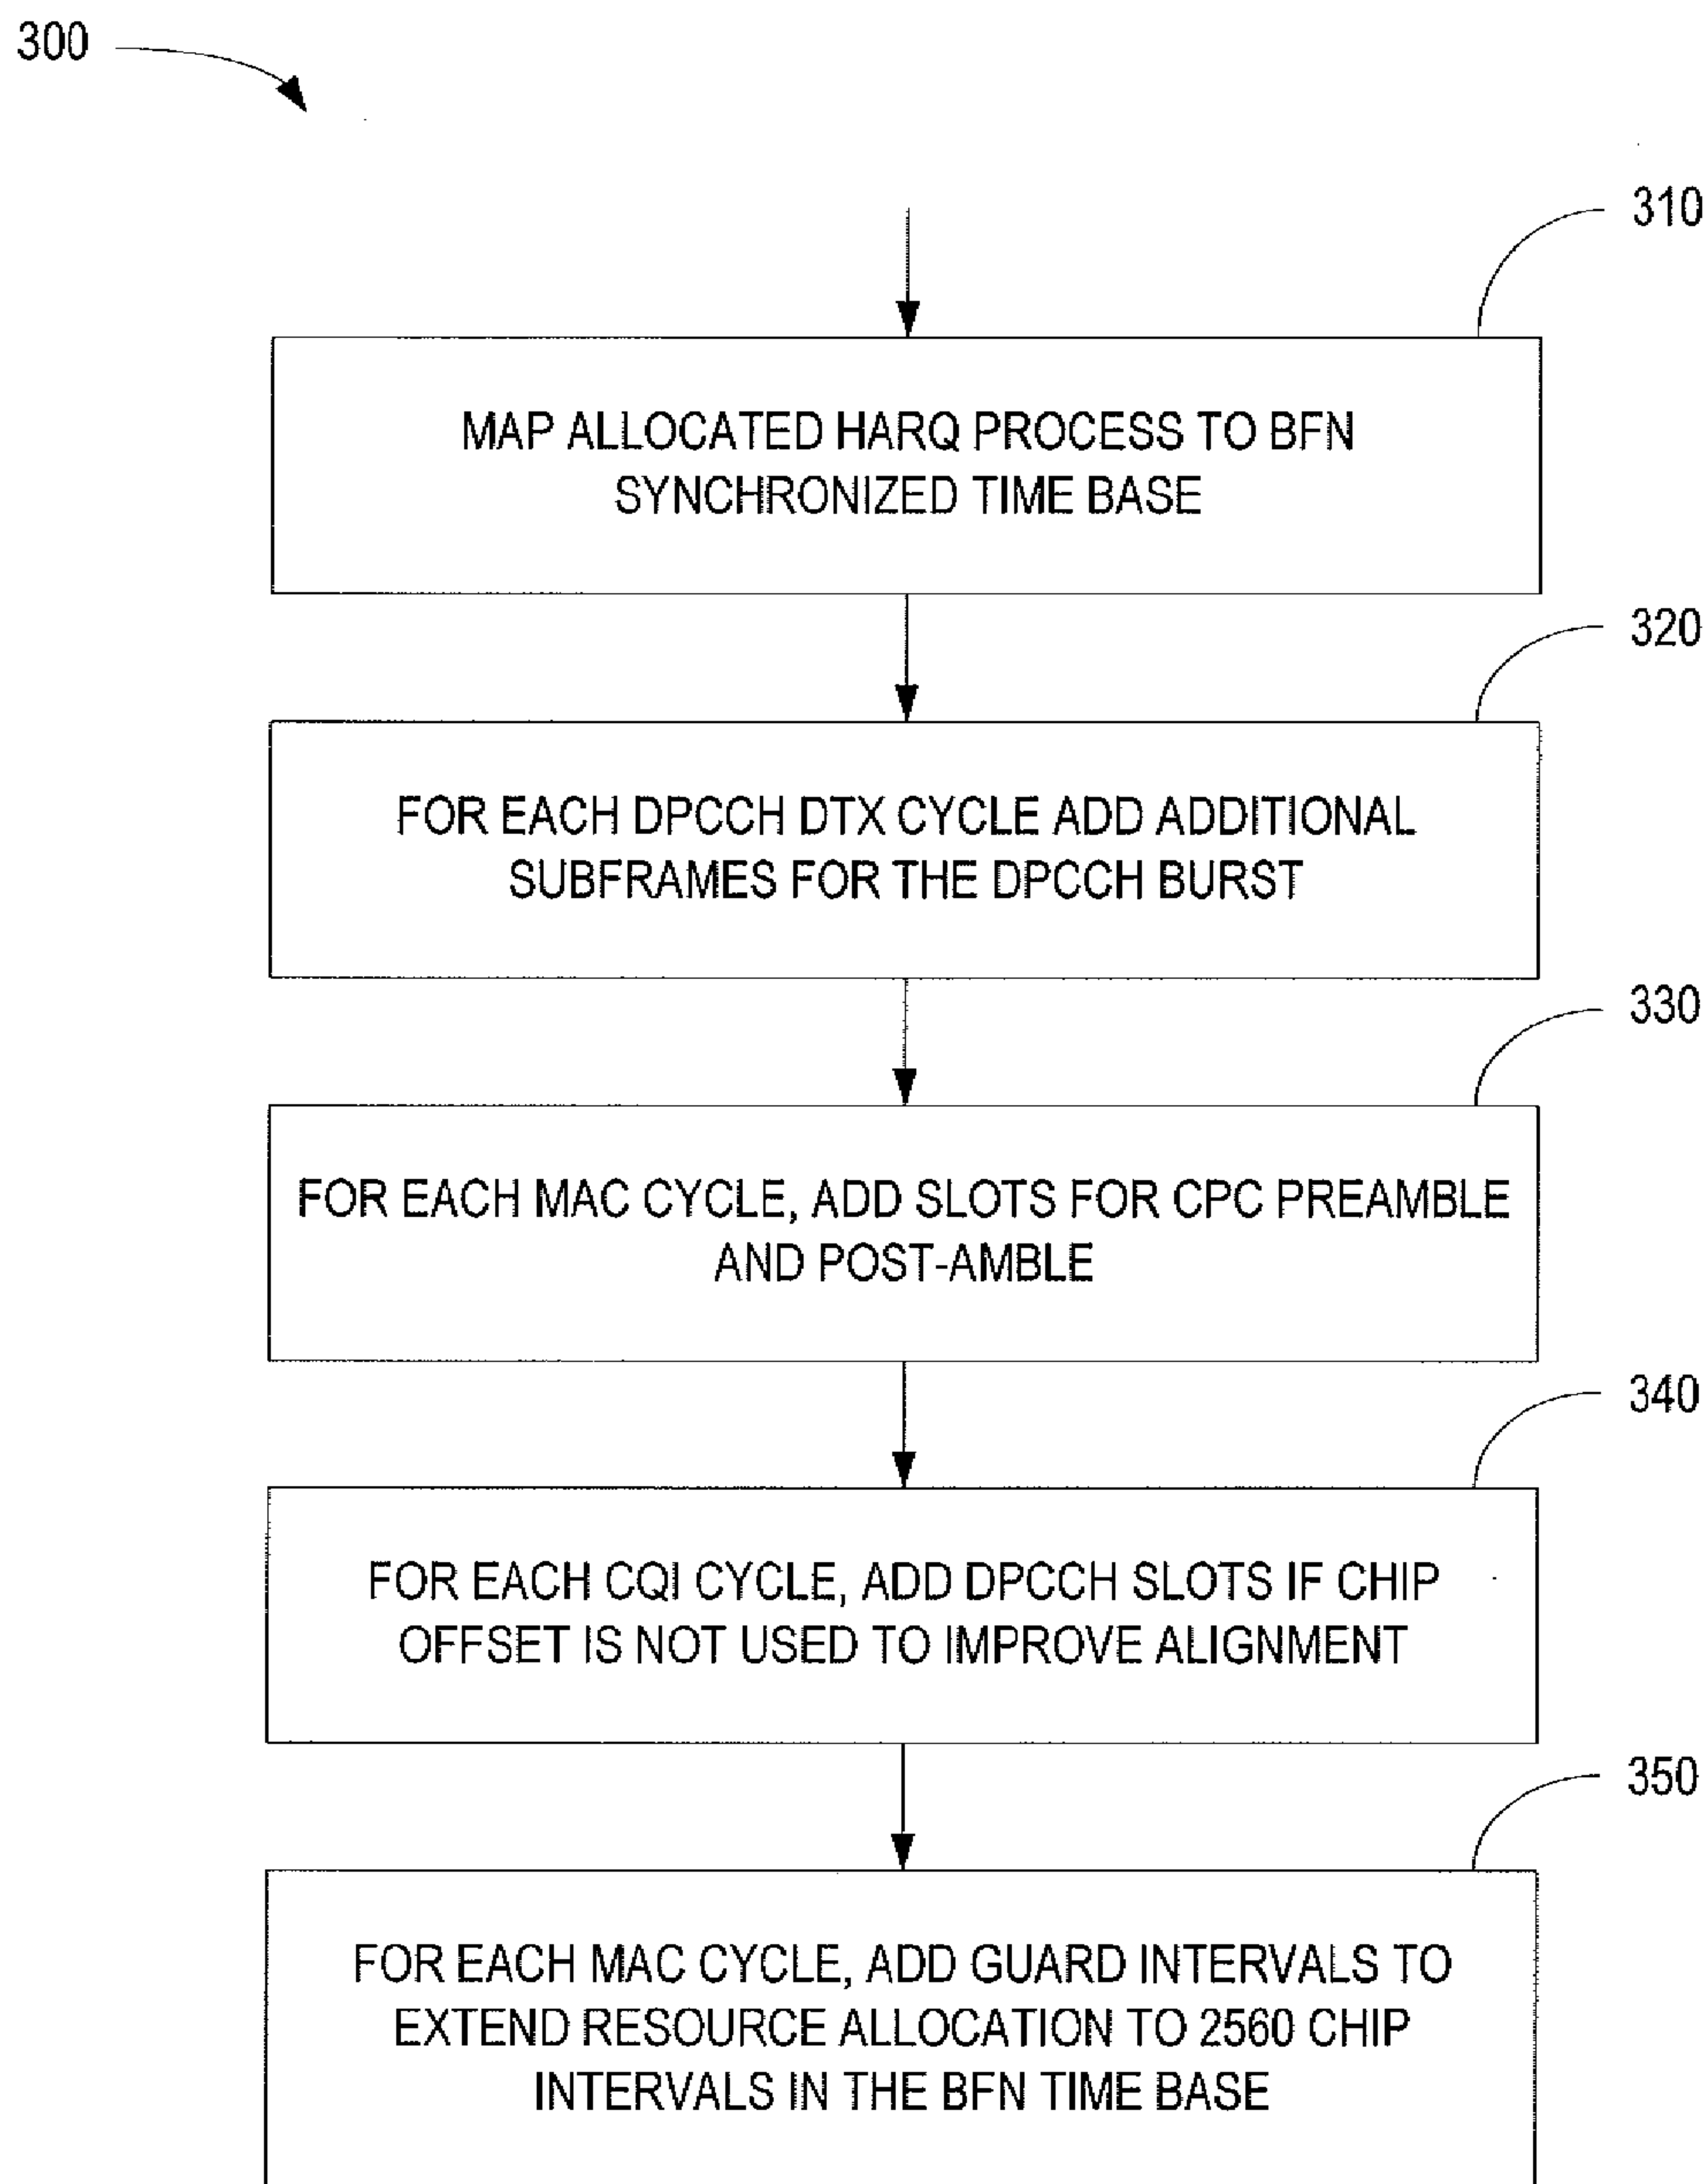 300
310
MAP ALLOCATED HARQ PROCESS TO BFN
SYNCHRONIZED TIME BASE
320
FOR EACH DPCCH DTX CYCLE ADD ADDITIONAL
SUBFRAMES FOR THE DPCCH BURST
330
FOR EACH MAC CYCLE, ADD SLOTS FOR CPC PREAMBLE
AND POST-AMBLE
340
FOR EACH CQI CYCLE, ADD DPCCH SLOTS IF CHIP
OFFSET IS NOT USED TO IMPROVE ALIGNMENT
350
FOR EACH MAC CYCLE, ADD GUARD INTERVALS TO
EXTEND RESOURCE ALLOCATION TO 2560 CHIP
INTERVALS IN THE BFN TIME BASE